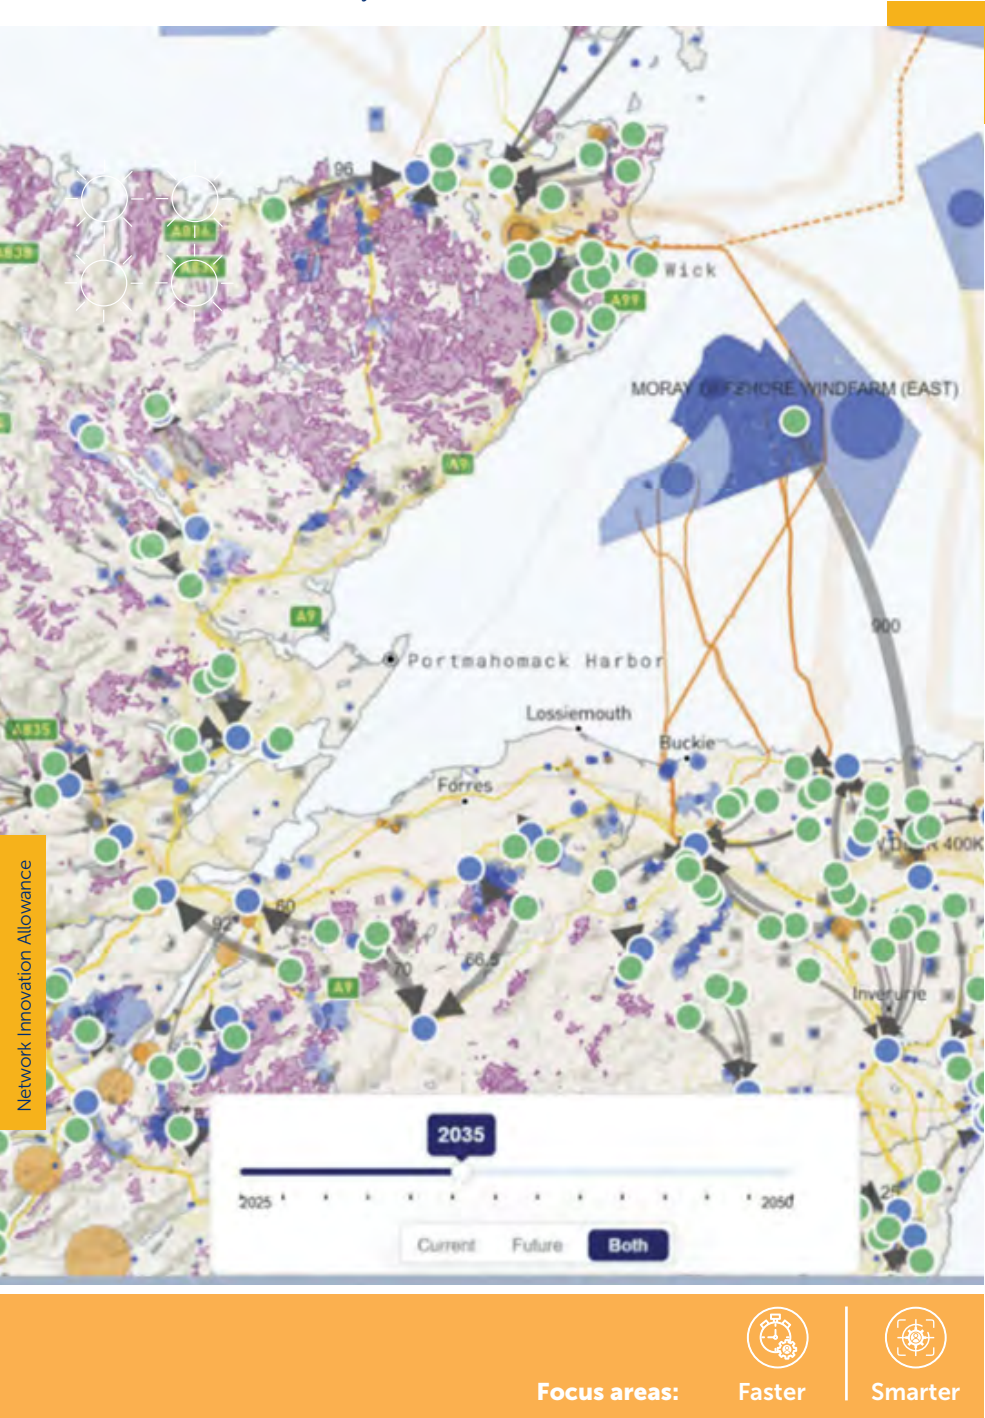 96
A836
Wick
A99
MORAY OFFSHORE WINDFARM (EAST)
A9
A9
900
Portmahomack Harbor
Lossiemouth
A835
Buckie
Forres
400K
60
92
66.5
70
A9
Inverurie
Network Innovation Allowance
2035
2025
2050
Current
Future
Both
Focus areas:
Faster
Smarter